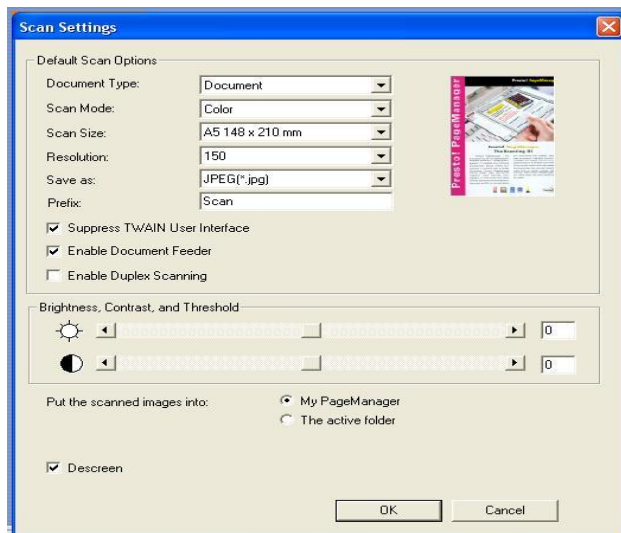 Scan Settings
Default Scan Options
Document Type: Document
Scan Mode: Color
Scan Size: A5 148 x 210 mm
Resolution: 150
Save as: JPEG(*.jpg)
Prefix: Scan
Presto! PageManager
Suppress TWAIN User Interface
Enable Document Feeder
Enable Duplex Scanning
Brightness, Contrast, and Threshold
0
0
Put the scanned images into: My PageManager
The active folder
Descreen
OK Cancel